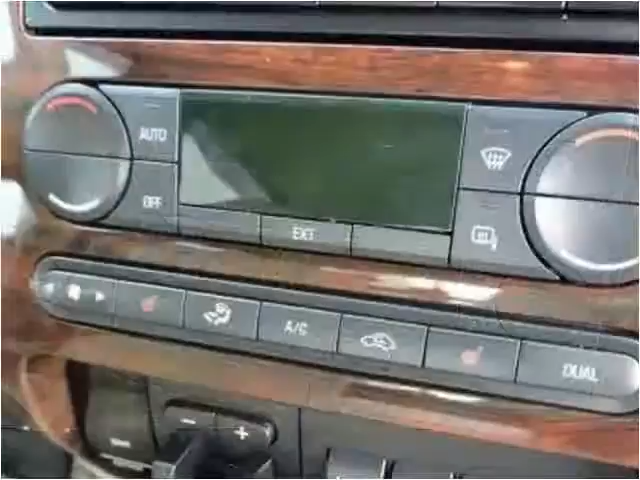 AUTO
OFF
EXT
A/C
DUAL
- +